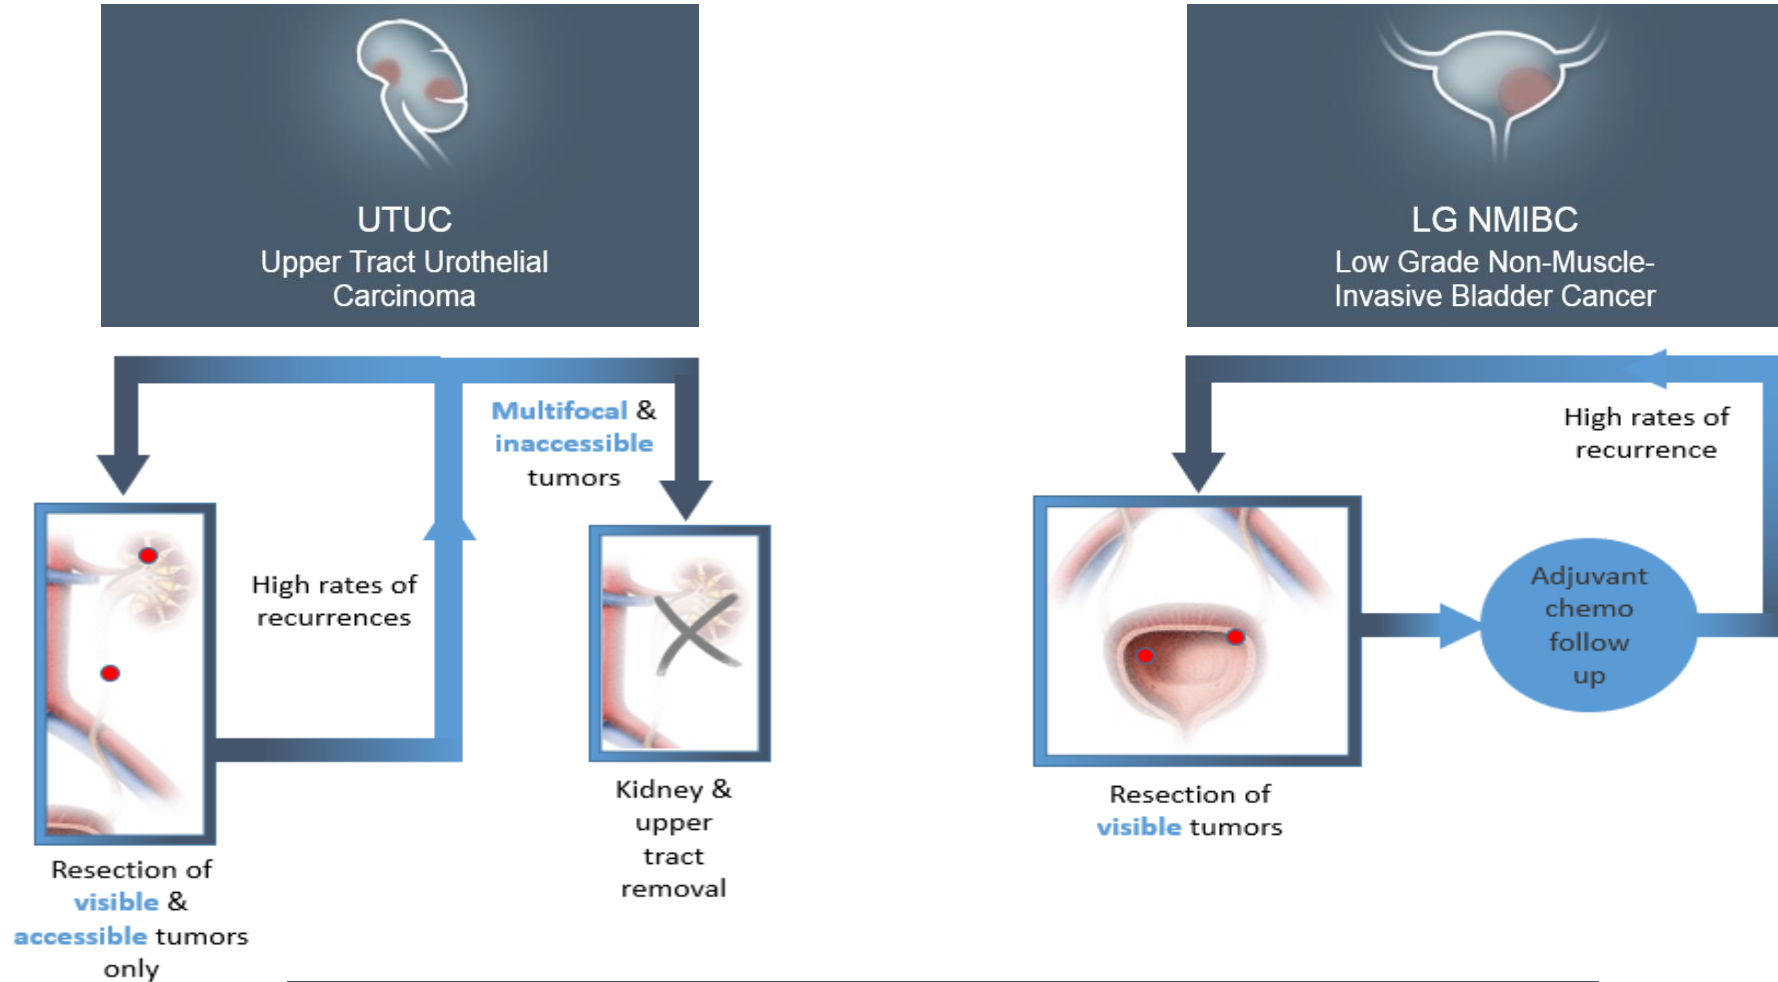 UTUC
Upper Tract Urothelial
Carcinoma
LG NMIBC
Low Grade Non-Muscle-
Invasive Bladder Cancer
Multifocal &
inaccessible
tumors
High rates of
recurrences
Resection of
visible &
accessible tumors
only
Kidney &
upper
tract
removal
High rates of
recurrence
Adjuvant
chemo
follow
up
Resection of
visible tumors